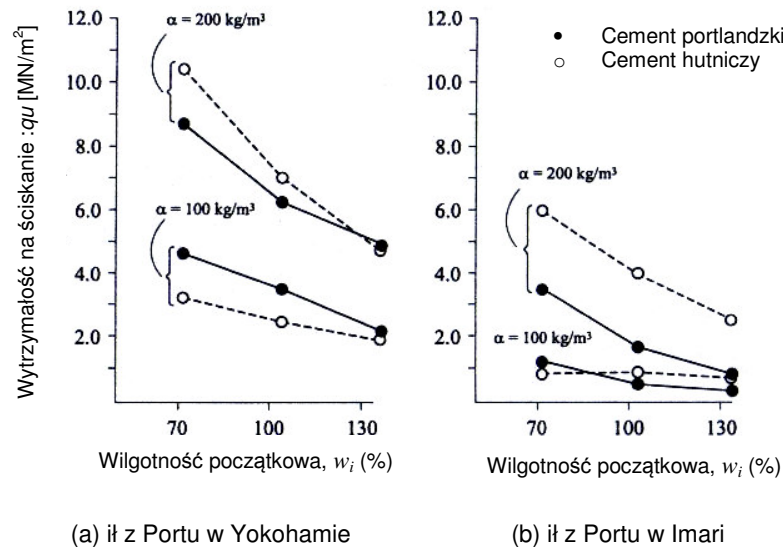 Wytrzymałość na ściskanie :qu [MN/m²]
12.0
10.0
8.0
6.0
4.0
2.0
α = 200 kg/m³
α = 100 kg/m³
70 100 130
Wilgotność początkowa, wᵢ (%)
(a) ił z Portu w Yokohamie
Cement portlandzki
Cement hutniczy
12.0
10.0
8.0
6.0
4.0
2.0
α = 200 kg/m³
α = 100 kg/m³
70 100 130
Wilgotność początkowa, wᵢ (%)
(b) ił z Portu w Imari